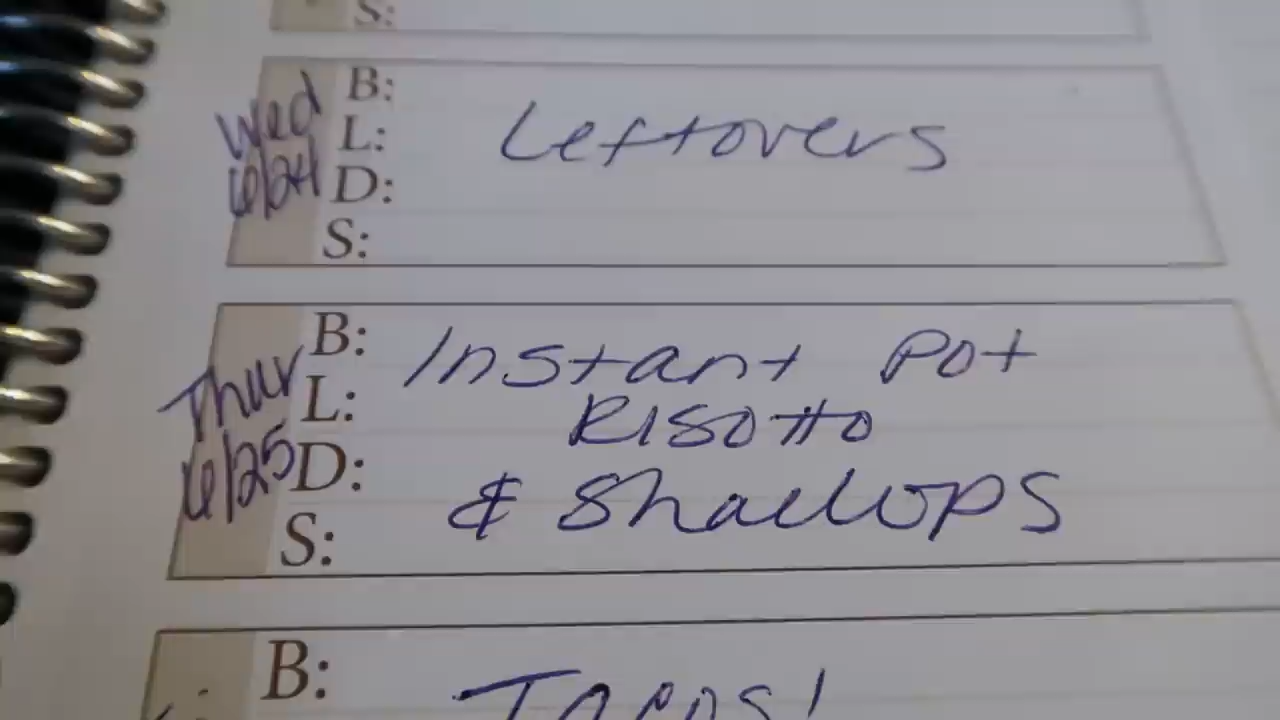 S:
Wed
6/24
B:
L:
D:
S:
Leftovers
Thur
6/25
B:
L:
D:
S:
Instant Pot
Risotto
& Shallops
B:
Tacos!